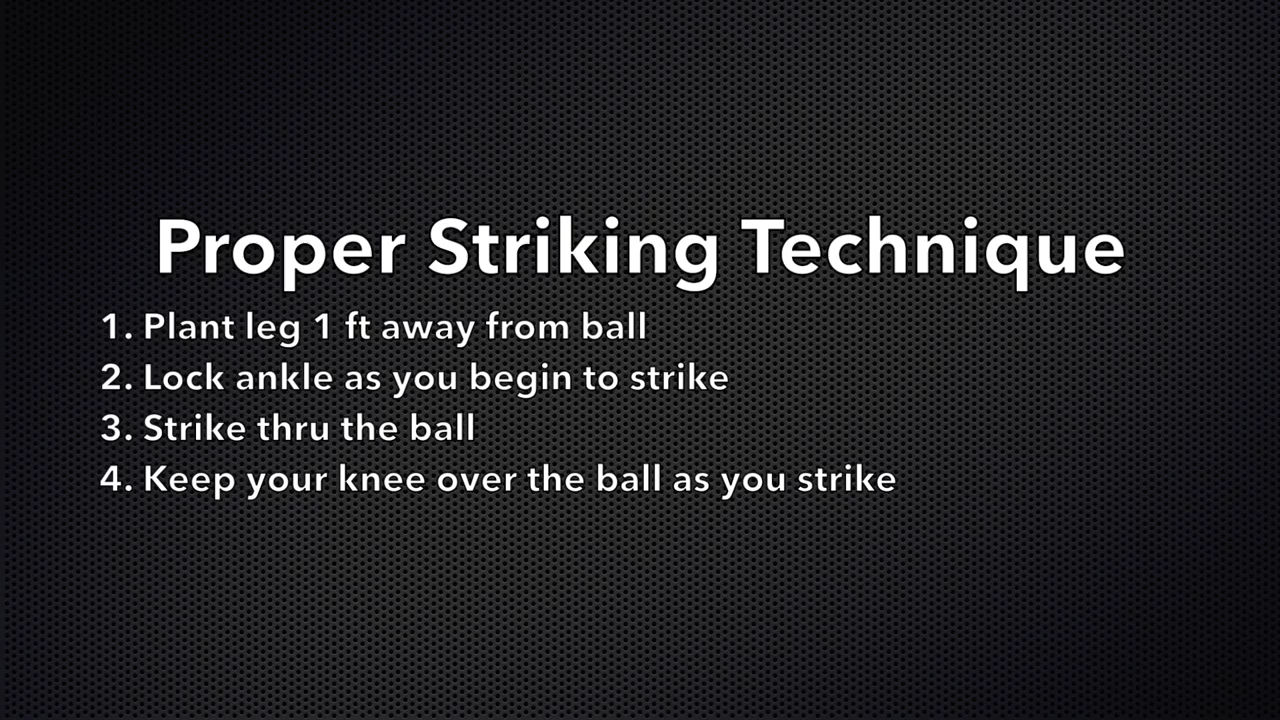 Proper Striking Technique
1. Plant leg 1 ft away from ball
2. Lock ankle as you begin to strike
3. Strike thru the ball
4. Keep your knee over the ball as you strike